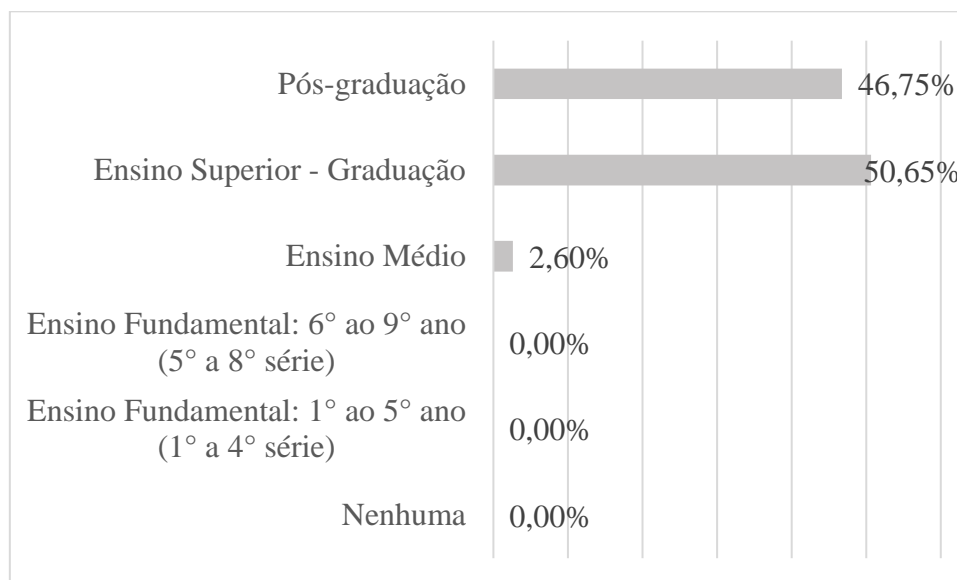 Pós-graduação
46,75%
Ensino Superior - Graduação
50,65%
Ensino Médio
2,60%
Ensino Fundamental: 6° ao 9° ano
(5° a 8° série)
0,00%
Ensino Fundamental: 1° ao 5° ano
(1° a 4° série)
0,00%
Nenhuma
0,00%